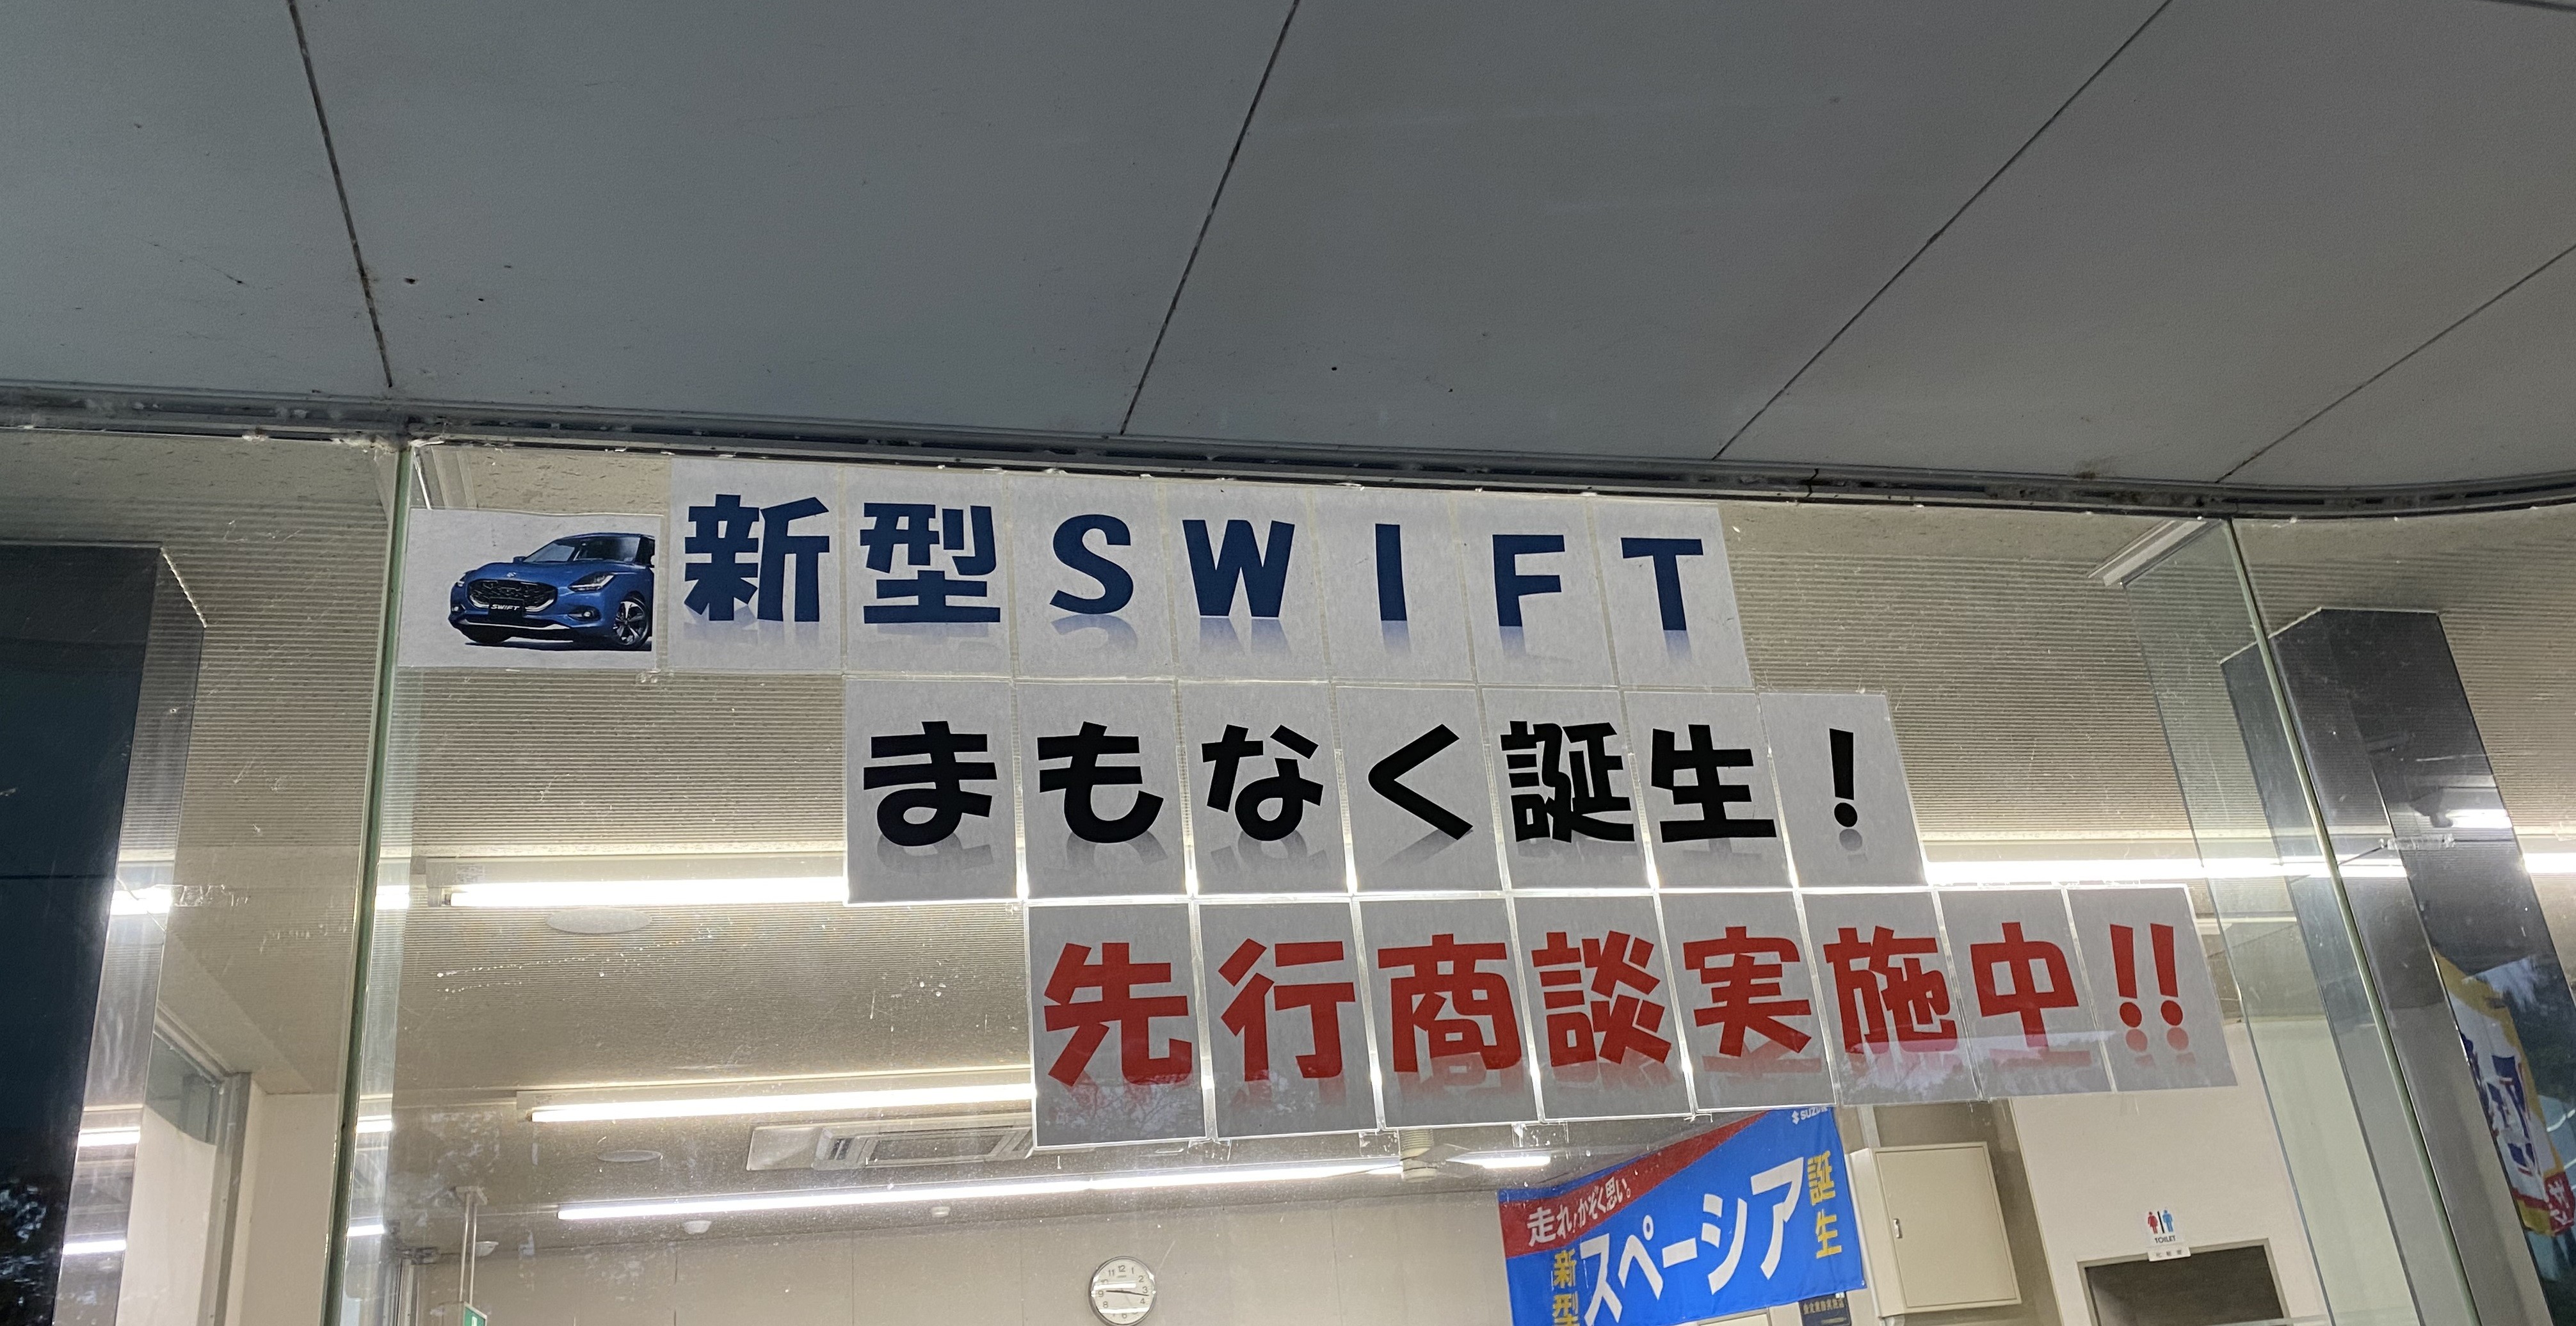 新型SWIFT
まもなく誕生!
先行商談実施中!!
SWIFT
走れ!かぞく思い。
新型
スペーシア
誕生
TOILET